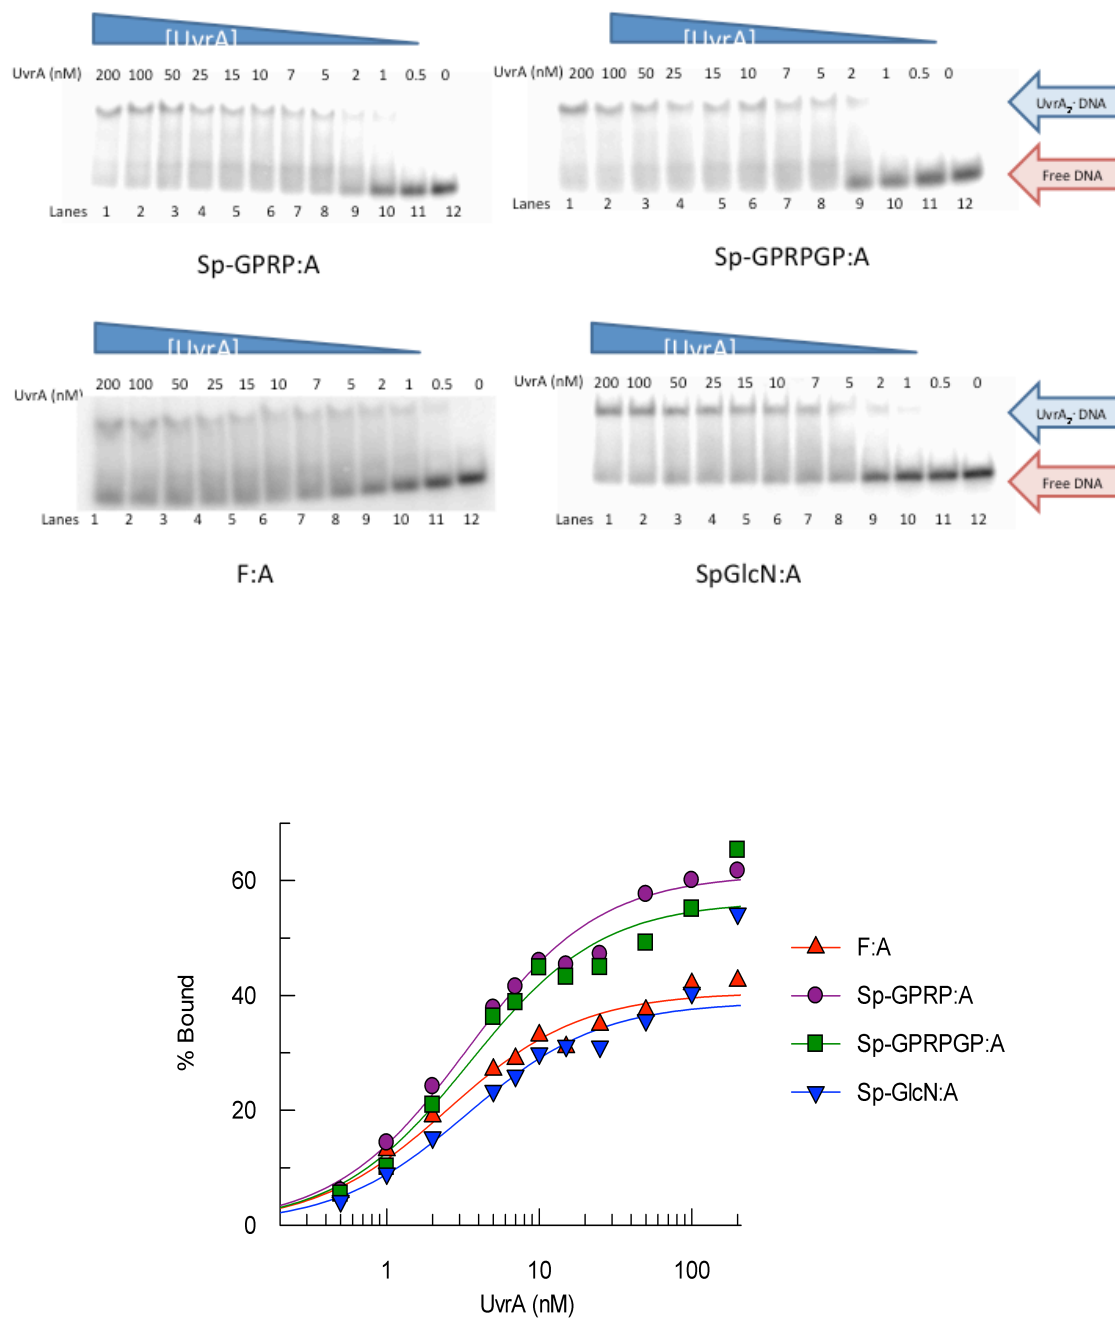 [UvrA] [UvrA]
UvrA (nM) 200 100 50 25 15 10 7 5 2 1 0.5 0 UvrA (nM) 200 100 50 25 15 10 7 5 2 1 0.5 0
UvrA₂· DNA
Free DNA
Lanes 1 2 3 4 5 6 7 8 9 10 11 12 Lanes 1 2 3 4 5 6 7 8 9 10 11 12
Sp-GPRP:A Sp-GPRPGP:A
[UvrA] [UvrA]
UvrA (nM) 200 100 50 25 15 10 7 5 2 1 0.5 0 UvrA (nM) 200 100 50 25 15 10 7 5 2 1 0.5 0
UvrA₂· DNA
Free DNA
Lanes 1 2 3 4 5 6 7 8 9 10 11 12 Lanes 1 2 3 4 5 6 7 8 9 10 11 12
F:A SpGlcN:A
% Bound
60
40
20
0
1 10 100
UvrA (nM)
F:A
Sp-GPRP:A
Sp-GPRPGP:A
Sp-GlcN:A